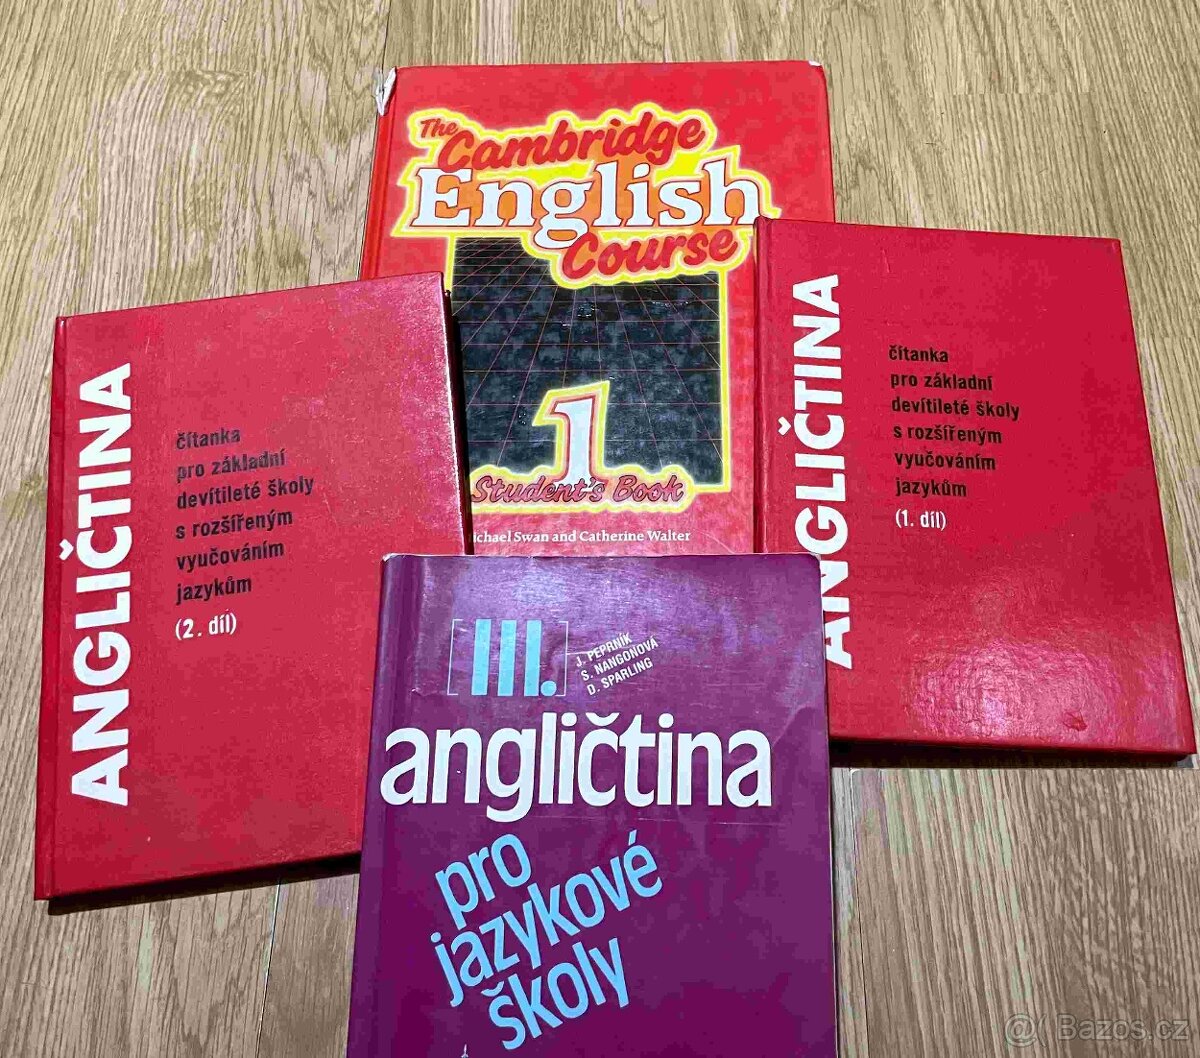 The
Cambridge
English
Course
1
Student's Book
Michael Swan and Catherine Walter
ANGLIČTINA
čítanka
pro základní
devítileté školy
s rozšířeným
vyučováním
jazykům
(2. díl)
ANGLIČTINA
čítanka
pro základní
devítileté školy
s rozšířeným
vyučováním
jazykům
(1. díl)
[III.]
J. PEPRNÍK
S. NANGOŇOVÁ
D. SPARLING
angličtina
pro
jazykové
školy
@( Bazos.cz